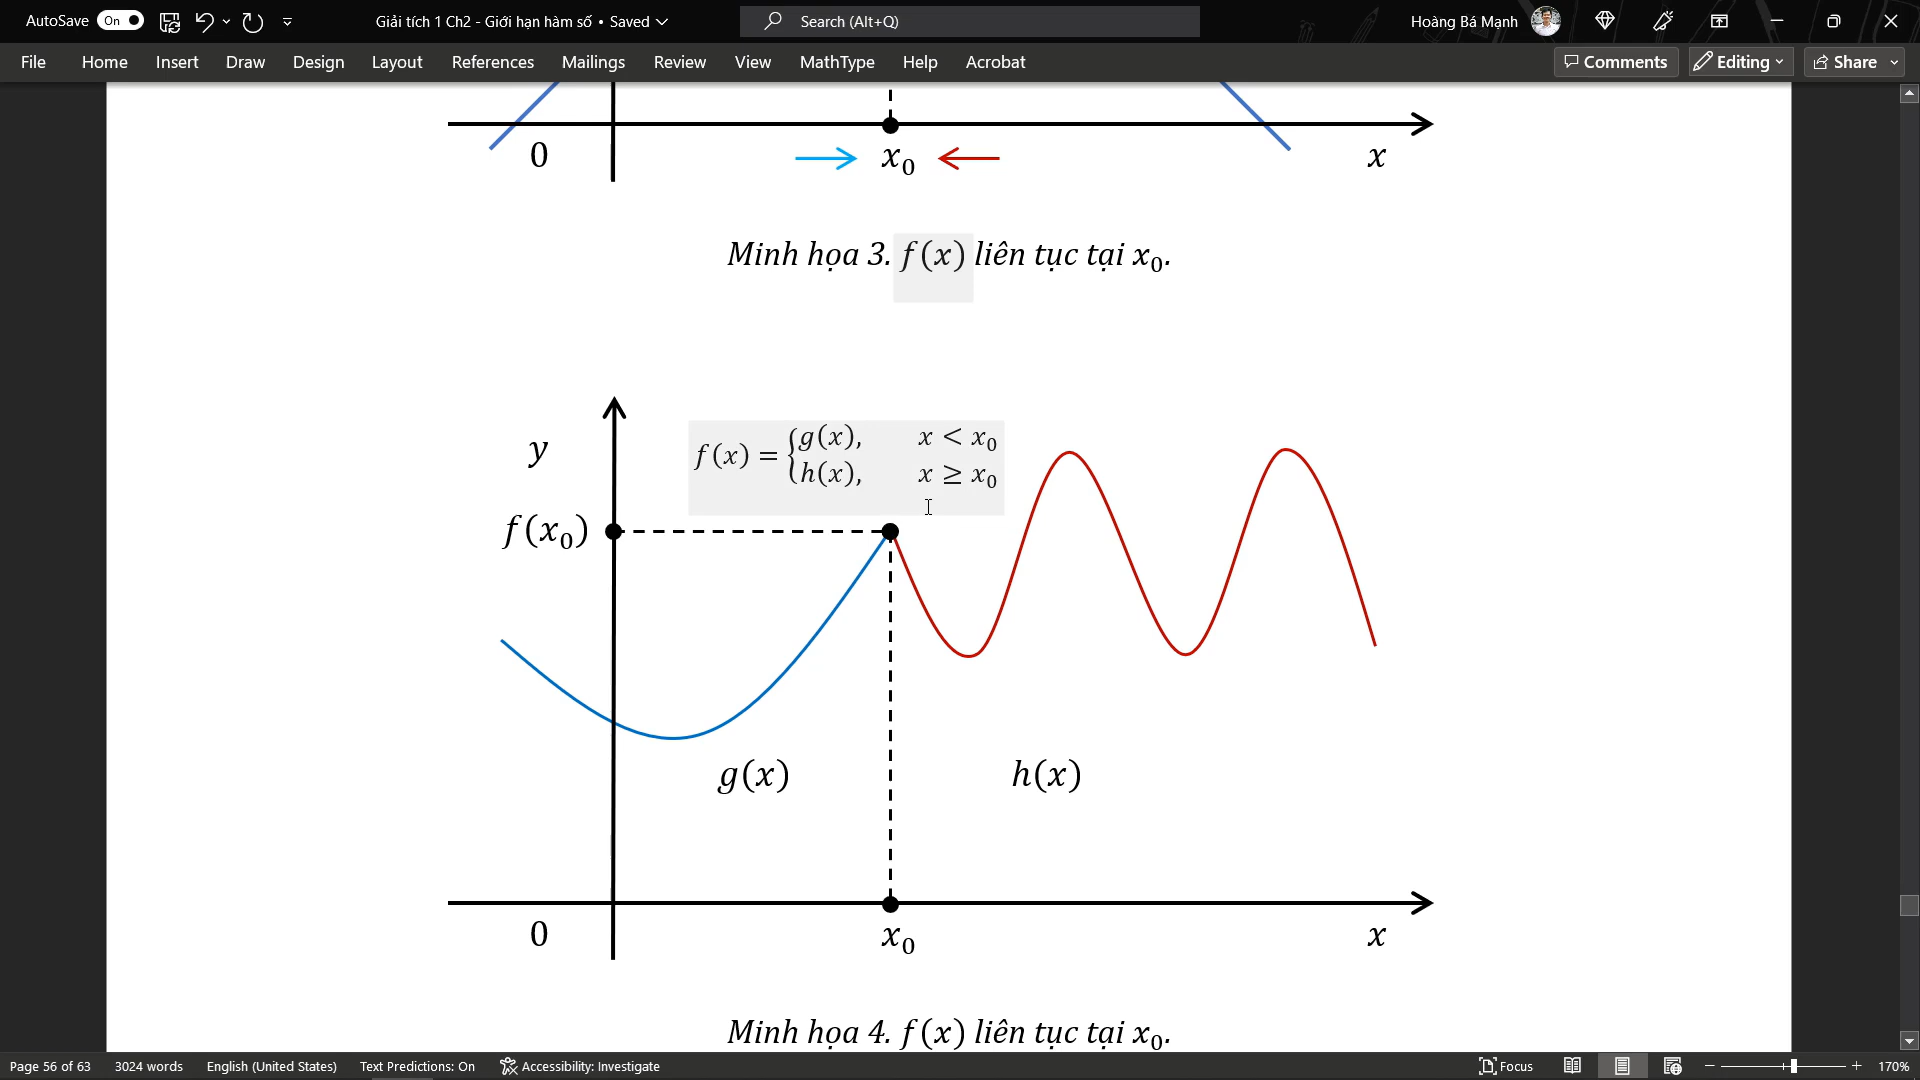 AutoSave On Giải tích 1 Ch2 - Giới hạn hàm số • Saved Search (Alt+Q) Hoàng Bá Mạnh
File Home Insert Draw Design Layout References Mailings Review View MathType Help Acrobat Comments Editing Share
0 x₀ x
Minh họa 3. f(x) liên tục tại x₀.
y
f(x) = {g(x), x < x₀
h(x), x ≥ x₀
f(x₀)
g(x) h(x)
0 x₀ x
Minh họa 4. f(x) liên tục tại x₀.
Page 56 of 63 3024 words English (United States) Text Predictions: On Accessibility: Investigate Focus 170%